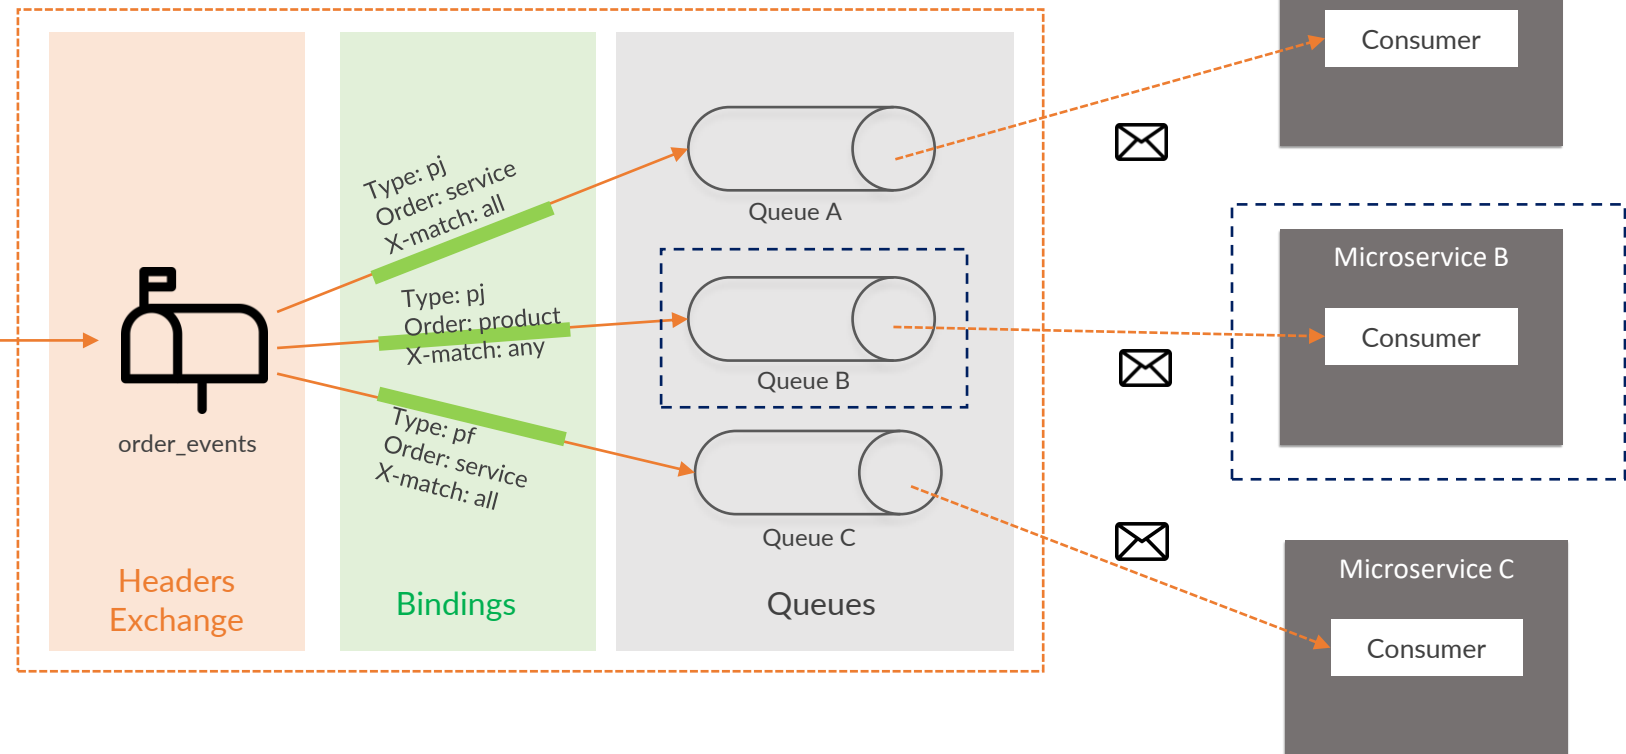 Consumer
Type: pj
Order: service
X-match: all
Queue A
Microservice B
Type: pj
Order: product
X-match: any
Consumer
Queue B
Type: pf
Order: service
X-match: all
order_events
Queue C
Microservice C
Headers
Exchange
Bindings
Queues
Consumer